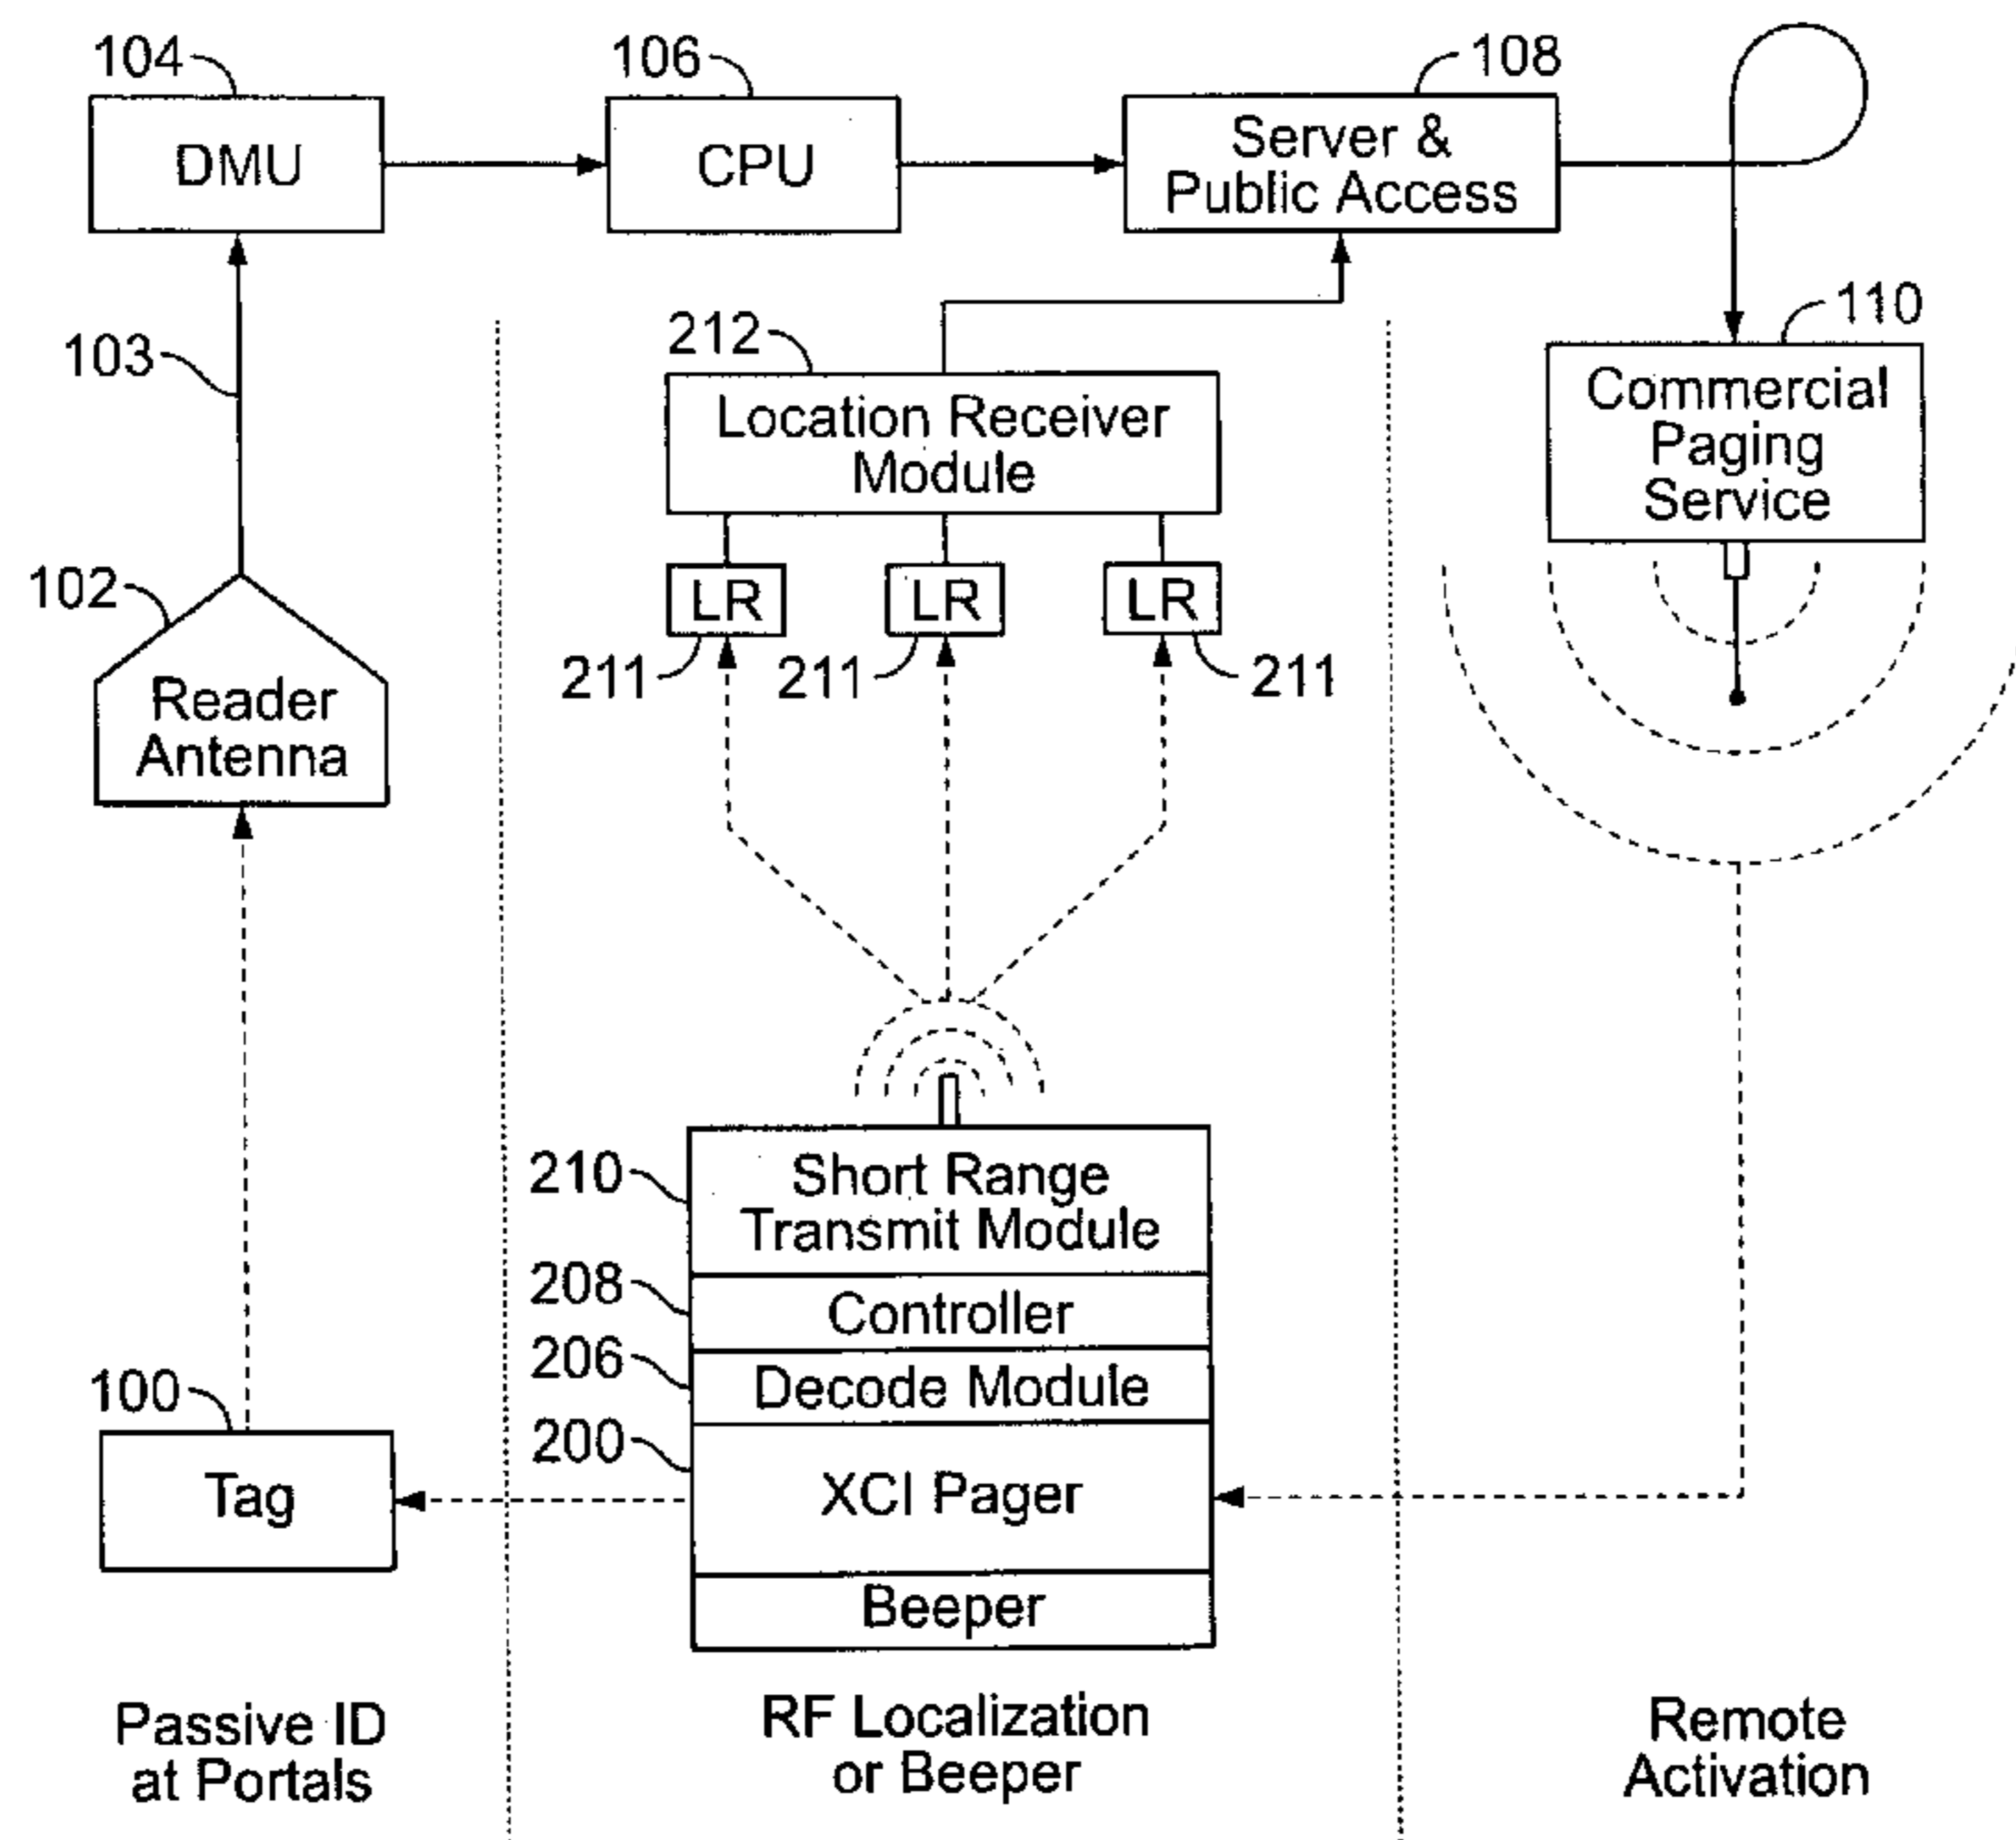 104
106
108
DMU
CPU
Server &
Public Access
110
212
103
Commercial
Paging
Service
Location Receiver
Module
102
LR
LR
LR
211
211
211
Reader
Antenna
210
Short Range
Transmit Module
208
Controller
206
Decode Module
100
200
Tag
XCI Pager
Beeper
Passive ID
at Portals
RF Localization
or Beeper
Remote
Activation